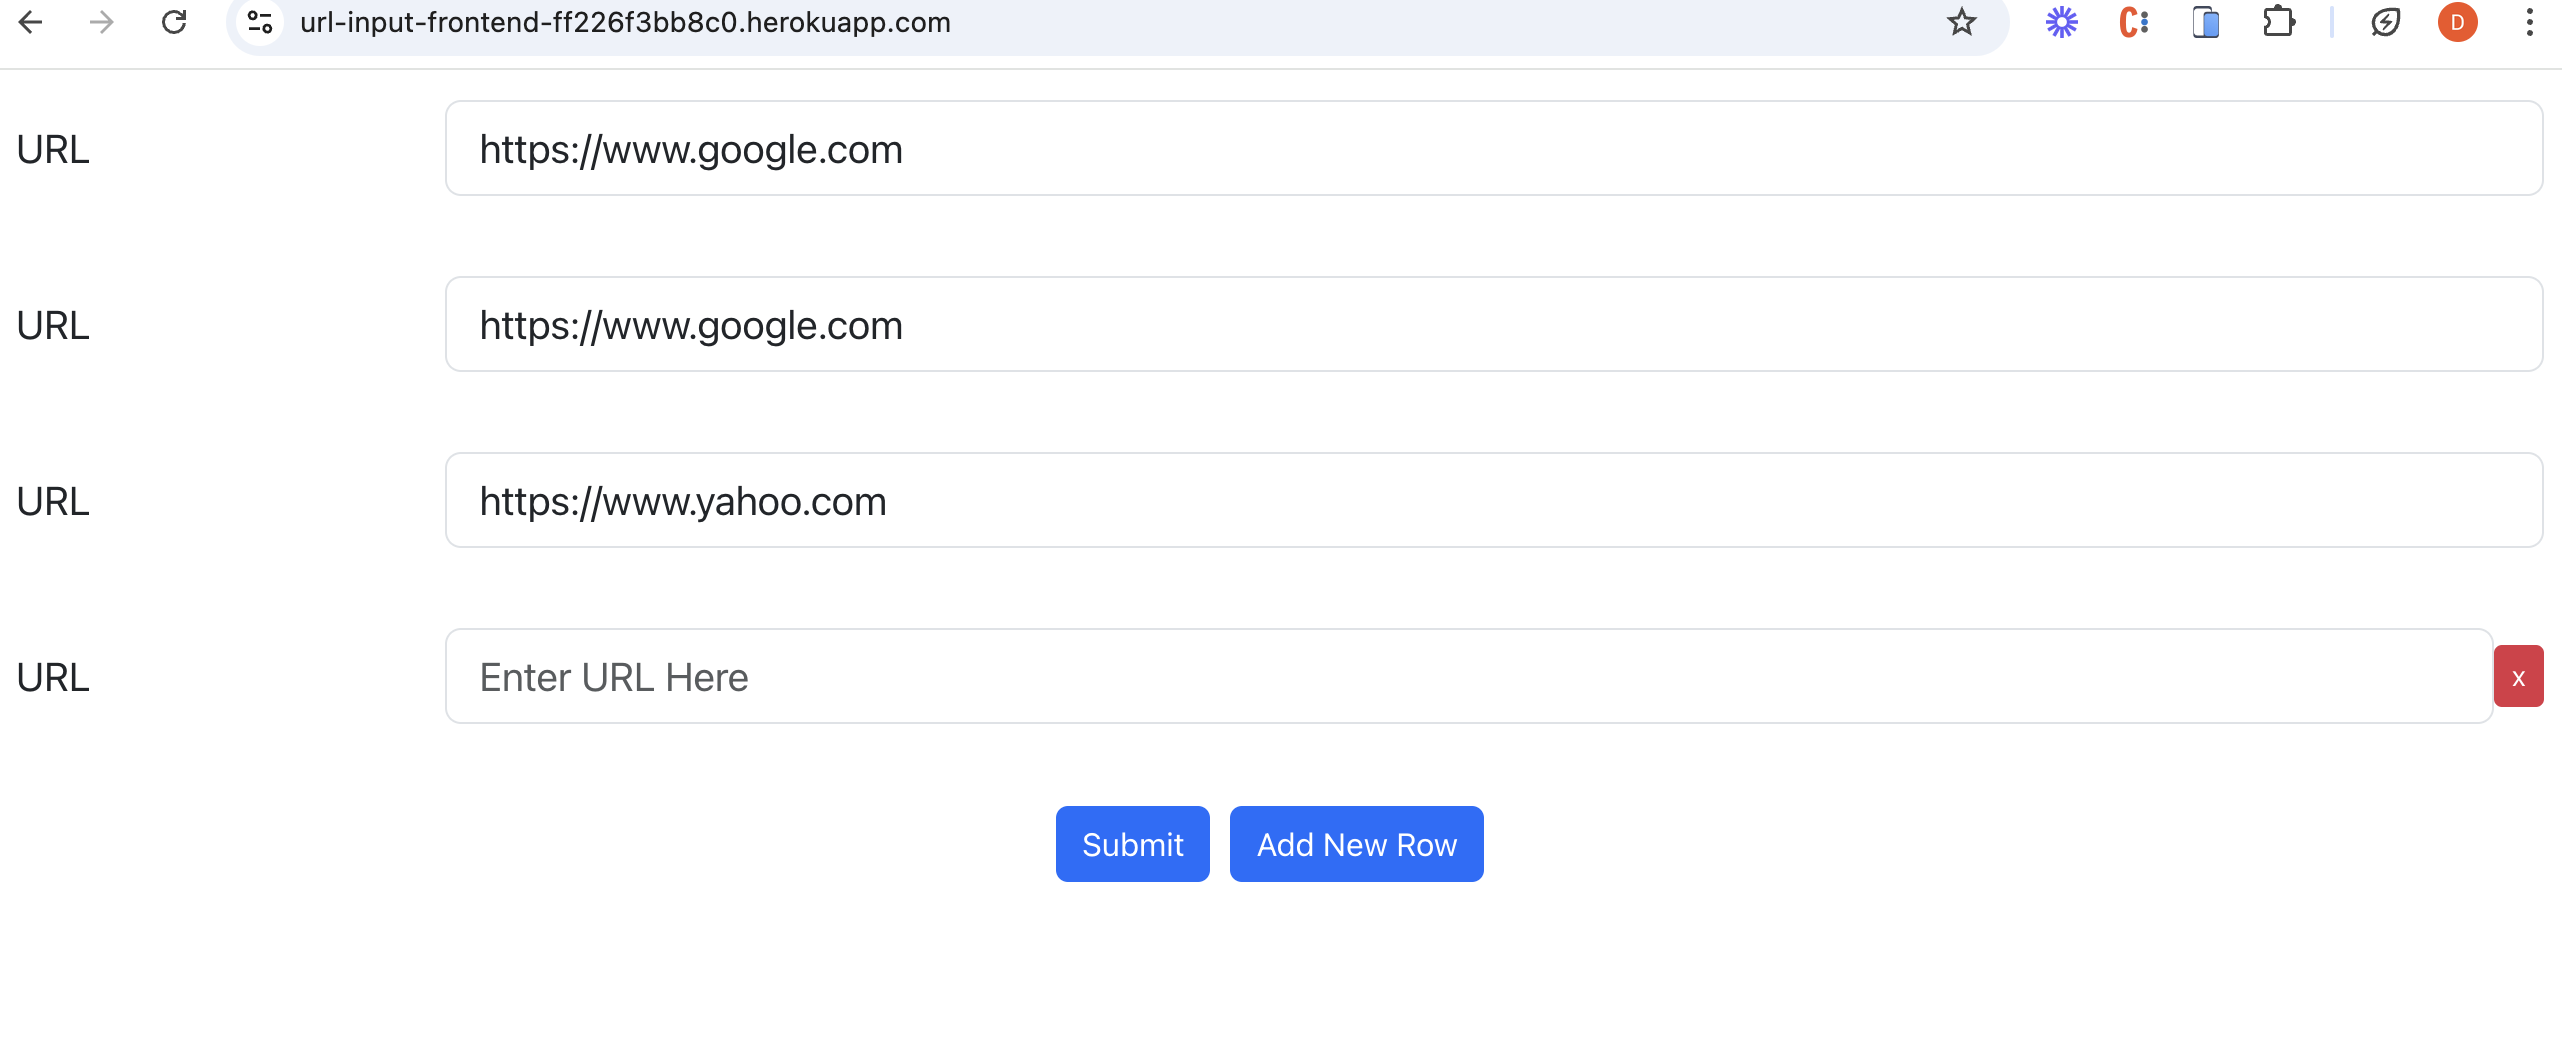 url-input-frontend-ff226f3bb8c0.herokuapp.com
D
URL https://www.google.com
URL https://www.google.com
URL https://www.yahoo.com
URL Enter URL Here x
Submit Add New Row